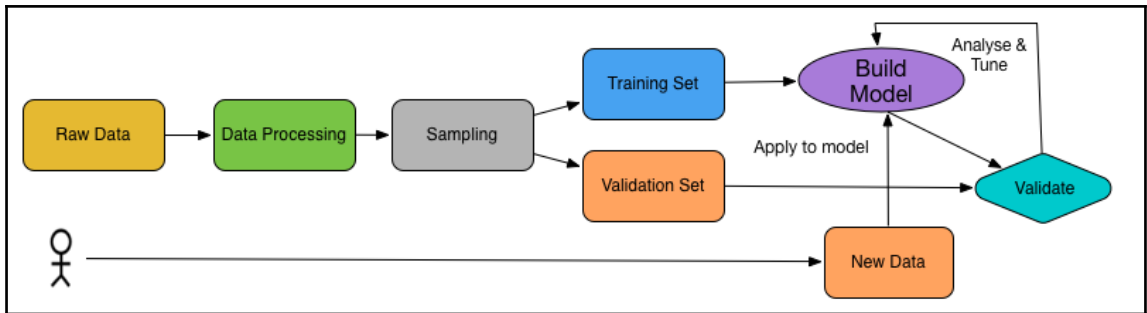 Raw Data
Data Processing
Sampling
Training Set
Validation Set
Build
Model
Analyse &
Tune
Apply to model
Validate
New Data